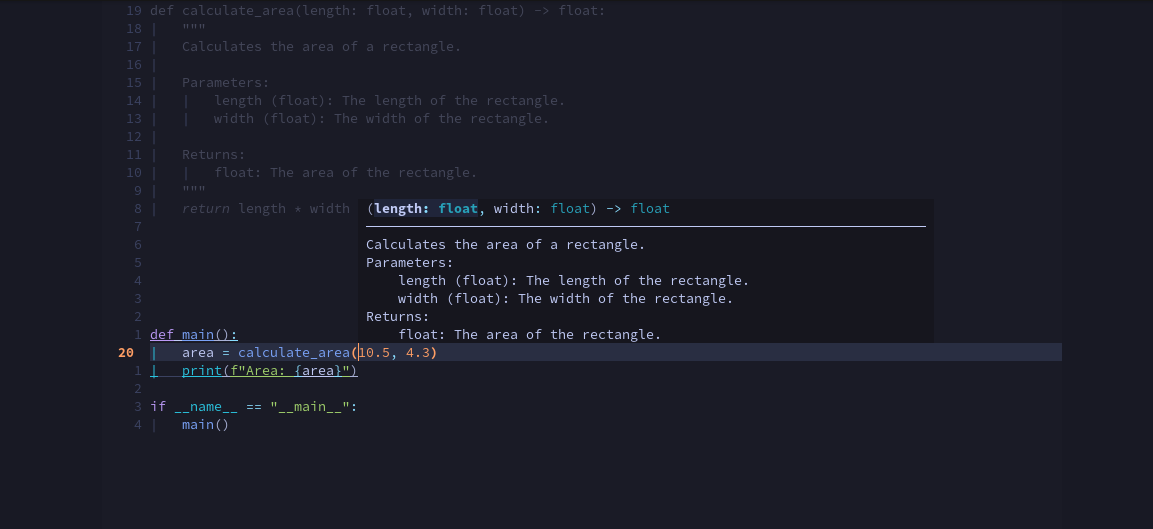 19 def calculate_area(length: float, width: float) -> float:
18 |   """
17 |   Calculates the area of a rectangle.
16 |
15 |   Parameters:
14 |   |   length (float): The length of the rectangle.
13 |   |   width (float): The width of the rectangle.
12 |
11 |   Returns:
10 |   |   float: The area of the rectangle.
9 |   """
8 |   return length * width (length: float, width: float) -> float
7
6 Calculates the area of a rectangle.
5 Parameters:
4     length (float): The length of the rectangle.
3     width (float): The width of the rectangle.
2 Returns:
1 def main():     float: The area of the rectangle.
20 |   area = calculate_area(10.5, 4.3)
1 |   print(f"Area: {area}")
2
3 if __name__ == "__main__":
4 |   main()